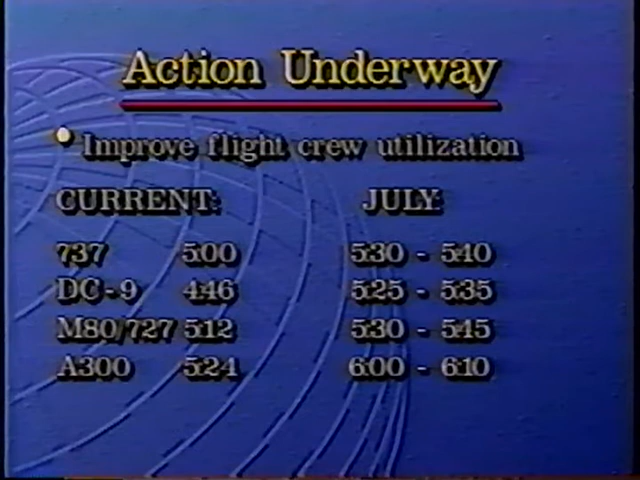 Action Underway
• Improve flight crew utilization
CURRENT: JULY:
737 5:00 5:30 - 5:40
DC-9 4:46 5:25 - 5:35
M80/727 5:12 5:30 - 5:45
A300 5:24 6:00 - 6:10